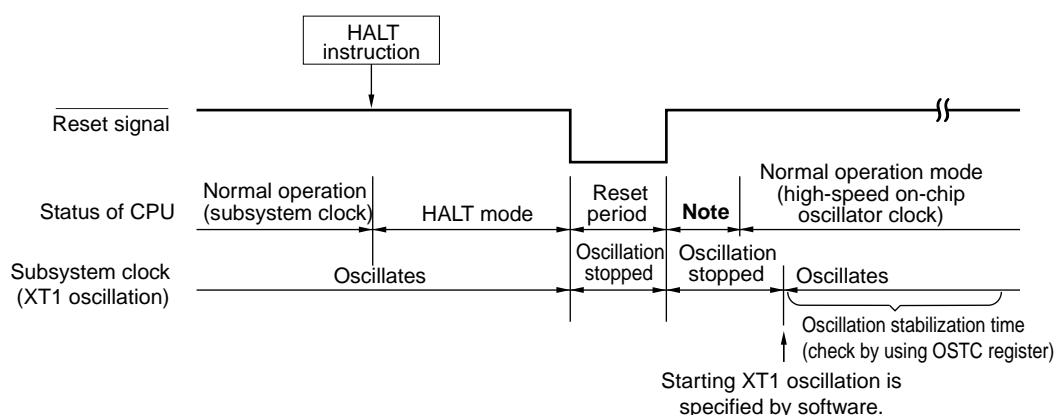 HALT
instruction
Reset signal
Status of CPU
Normal operation
(subsystem clock)
HALT mode
Reset
period
Note
Normal operation mode
(high-speed on-chip
oscillator clock)
Subsystem clock
(XT1 oscillation)
Oscillates
Oscillation
stopped
Oscillation
stopped
Oscillates
Oscillation stabilization time
(check by using OSTC register)
Starting XT1 oscillation is
specified by software.